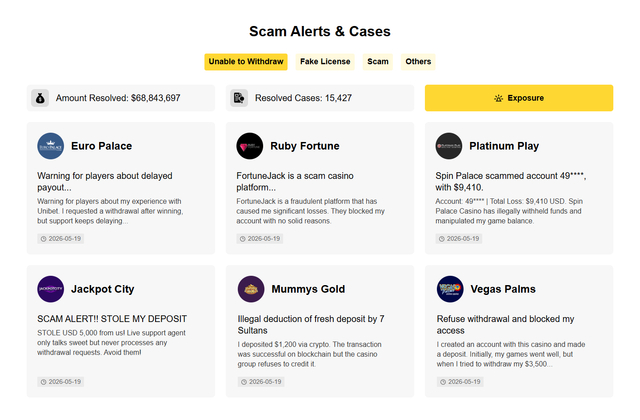 Scam Alerts & Cases
Unable to Withdraw
Fake License
Scam
Others
Amount Resolved: $68,843,697
Resolved Cases: 15,427
Exposure
Euro Palace
Warning for players about delayed
payout...
Warning for players about my experience with
Unibet. I requested a withdrawal after winning,
but support keeps delaying...
2026-05-19
Ruby Fortune
FortuneJack is a scam casino
platform...
FortuneJack is a fraudulent platform that has
caused me significant losses. They blocked my
account with no solid reasons.
2026-05-19
Platinum Play
Spin Palace scammed account 49****,
with $9,410.
Account: 49**** | Total Loss: $9,410 USD. Spin
Palace Casino has illegally withheld funds and
manipulated my game balance.
2026-05-19
JACKPOTCITY
Jackpot City
SCAM ALERT!! STOLE MY DEPOSIT
STOLE USD 5,000 from us! Live support agent
only talks sweet but never processes any
withdrawal requests. Avoid them!
2026-05-19
Mummys Gold
Illegal deduction of fresh deposit by 7
Sultans
I deposited $1,200 via crypto. The transaction
was successful on blockchain but the casino
group refuses to credit it.
2026-05-19
Vegas Palms
Refuse withdrawal and blocked my
access
I created an account with this casino and made
a deposit. Initially, my games went well, but
when I tried to withdraw my $3,500...
2026-05-19